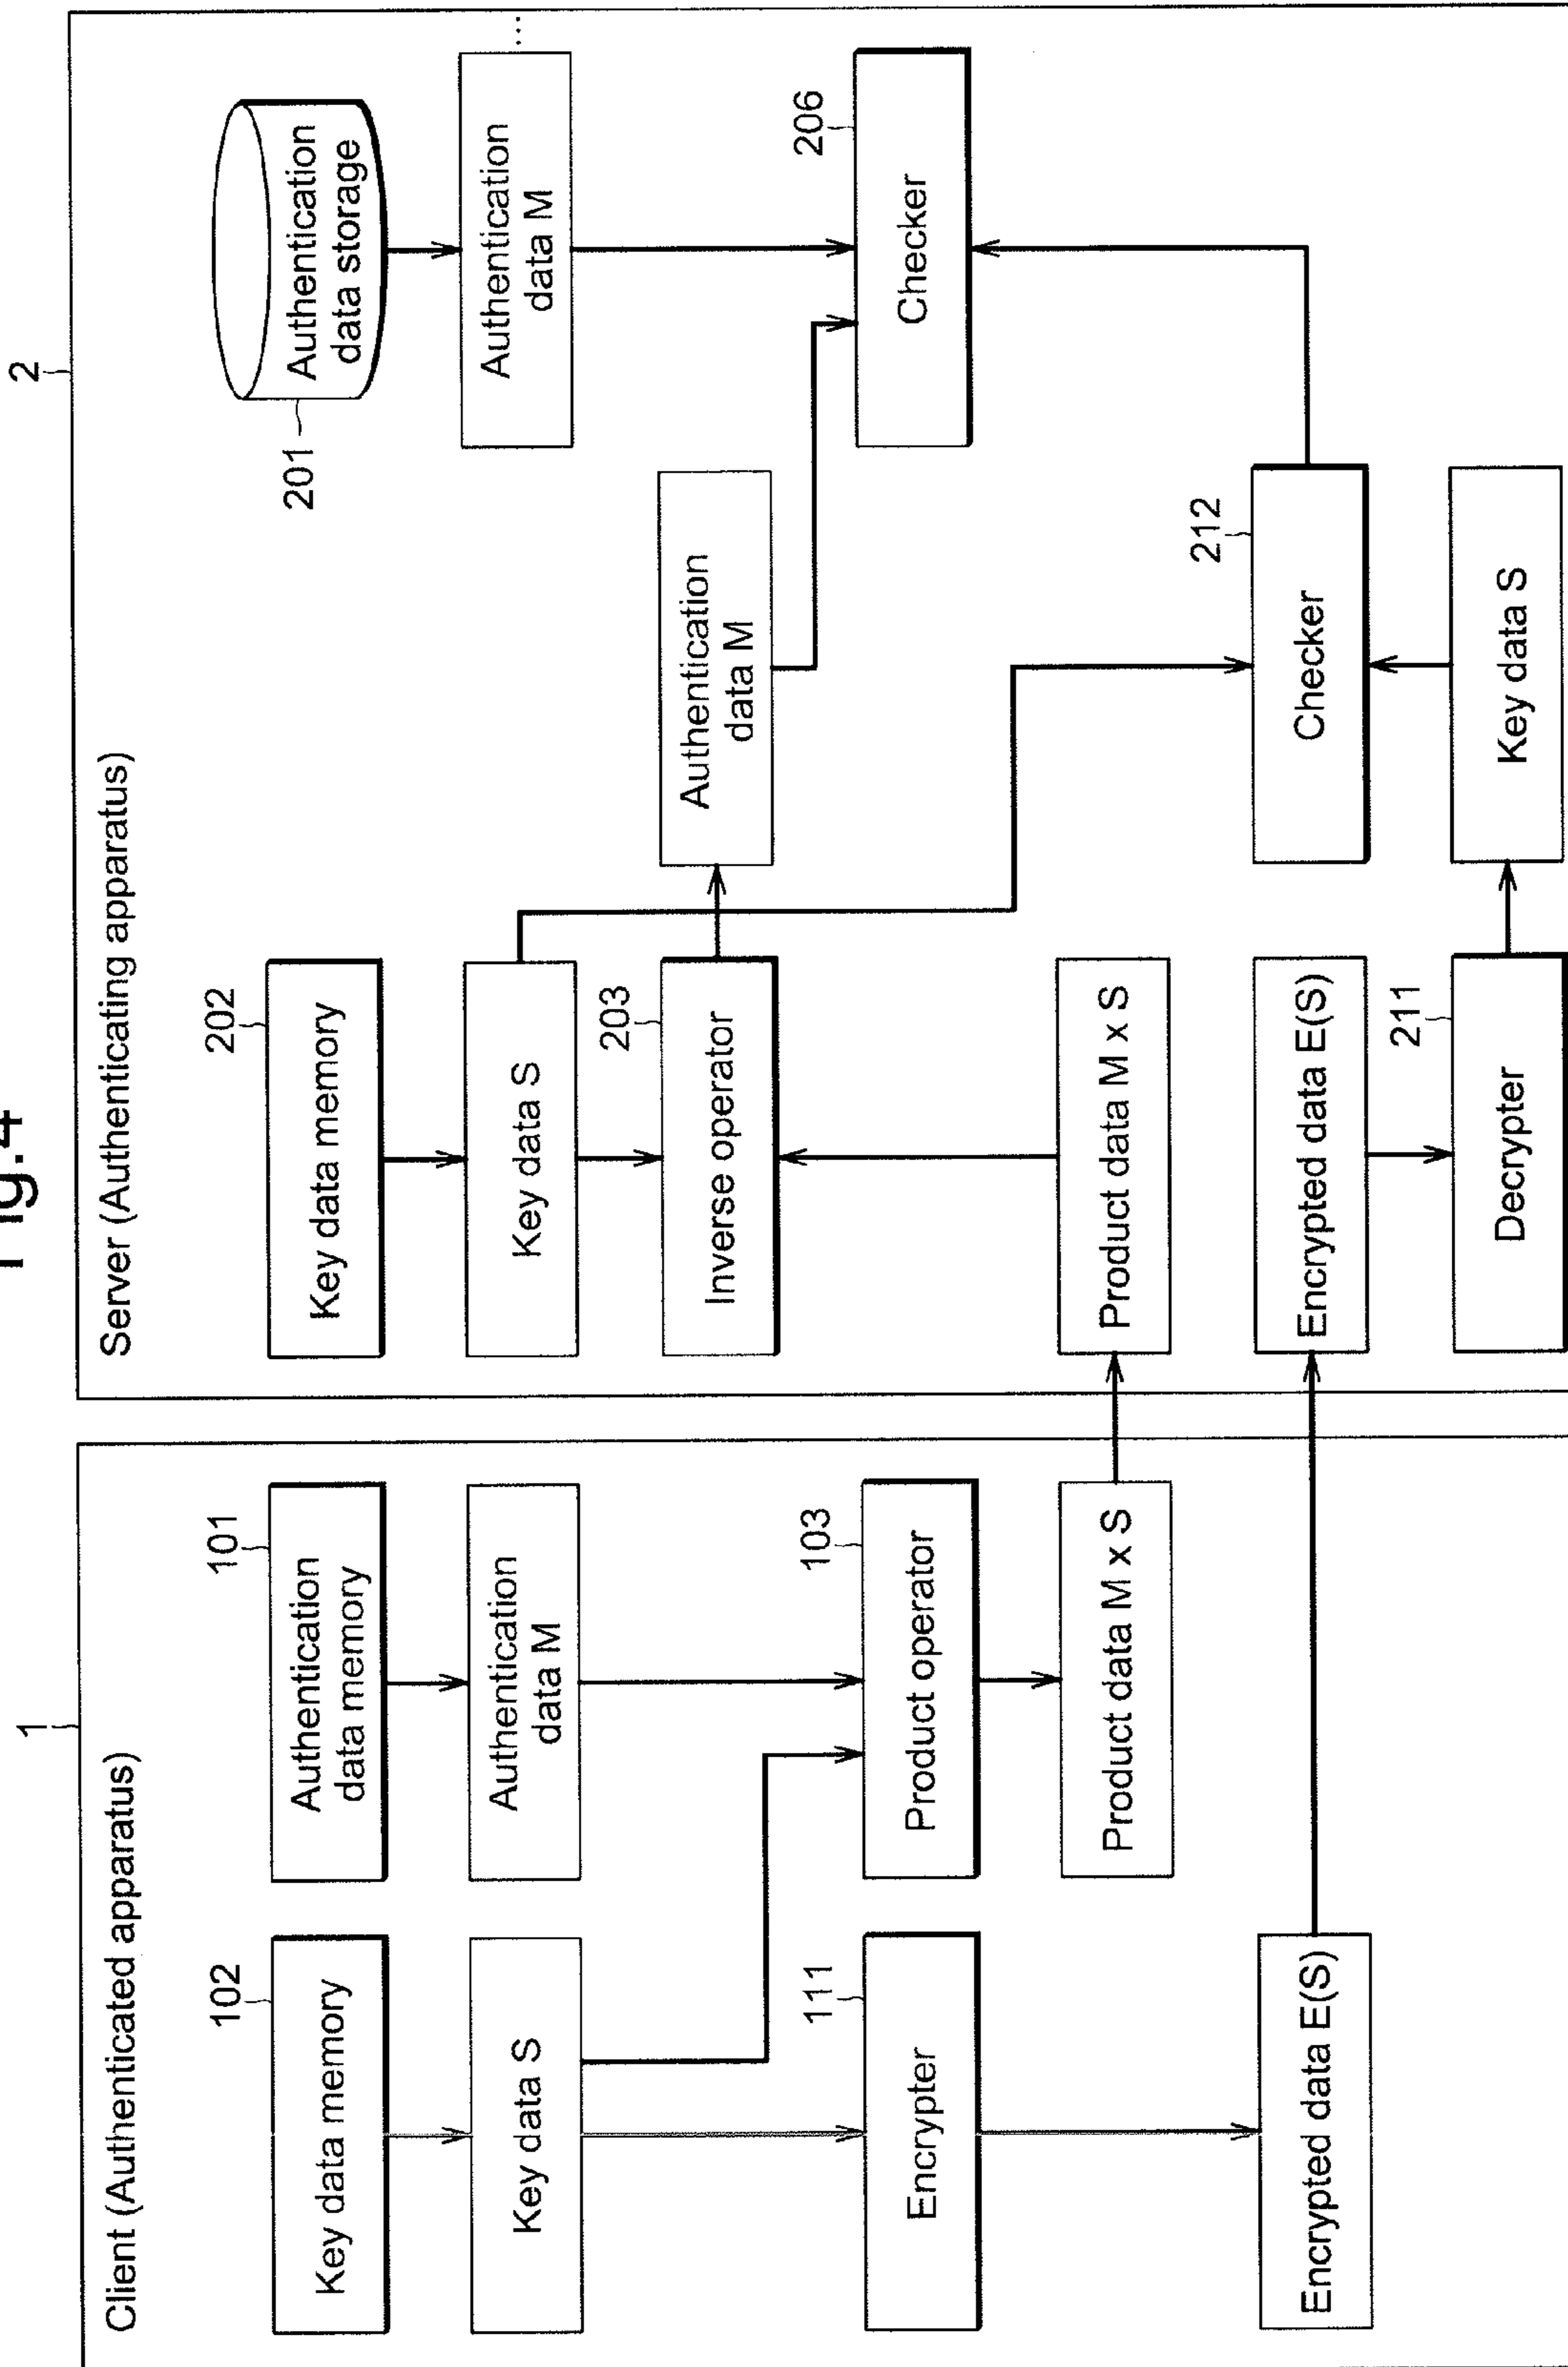 Fig.4
1
Client (Authenticated apparatus)
102
Key data memory
Key data S
111
Encrypter
Encrypted data E(S)
101
Authentication
data memory
Authentication
data M
103
Product operator
Product data M x S
2
Server (Authenticating apparatus)
202
Key data memory
Key data S
203
Inverse operator
Product data M x S
Encrypted data E(S)
211
Decrypter
Authentication
data M
212
Checker
Key data S
201
Authentication
data storage
Authentication
data M
...
206
Checker